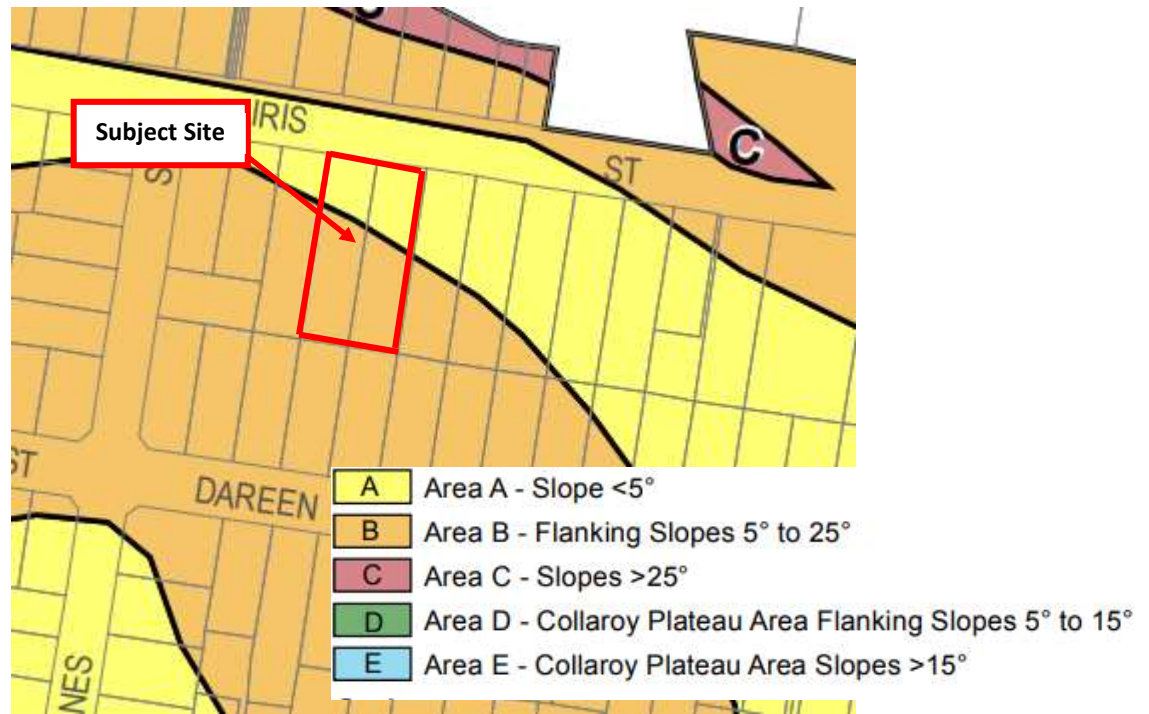 C
IRIS
Subject Site
C
ST
S
ST
DAREEN
NES
A Area A - Slope <5°
B Area B - Flanking Slopes 5° to 25°
C Area C - Slopes >25°
D Area D - Collaroy Plateau Area Flanking Slopes 5° to 15°
E Area E - Collaroy Plateau Area Slopes >15°